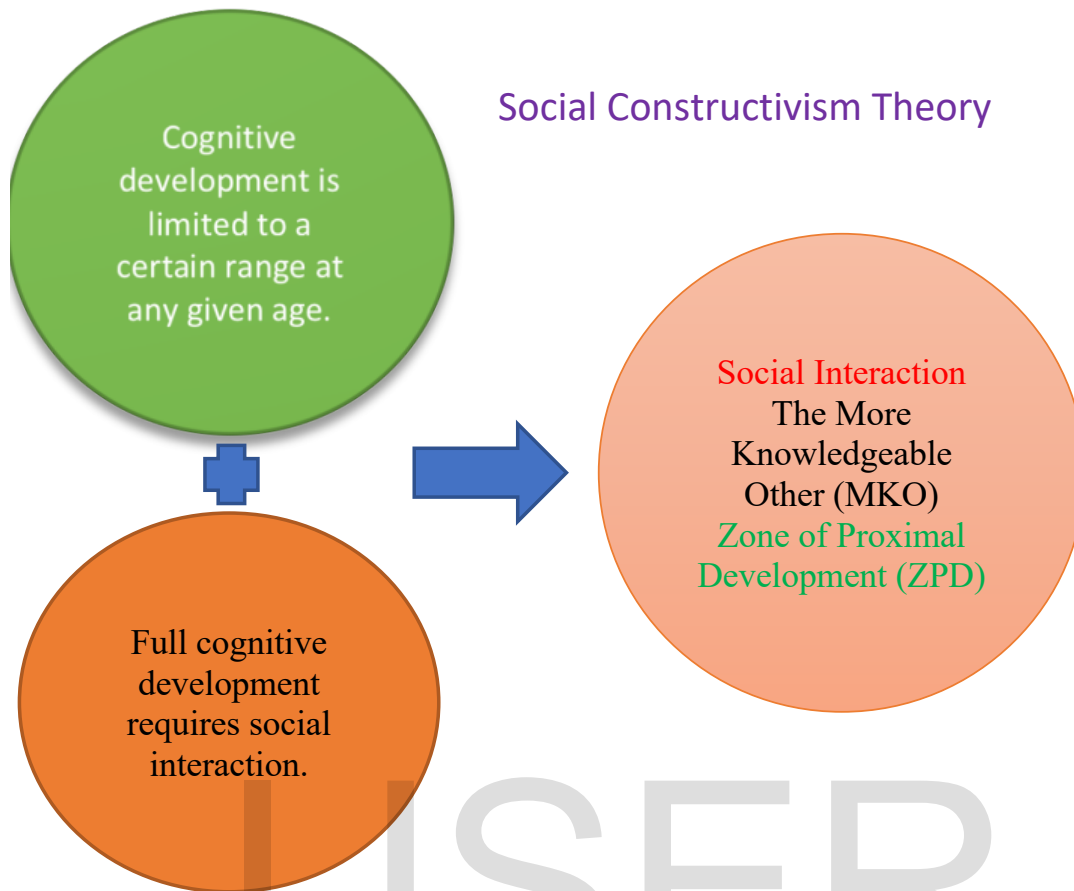 Social Constructivism Theory
Cognitive
development is
limited to a
certain range at
any given age.
Social Interaction
The More
Knowledgeable
Other (MKO)
Zone of Proximal
Development (ZPD)
Full cognitive
development
requires social
interaction.